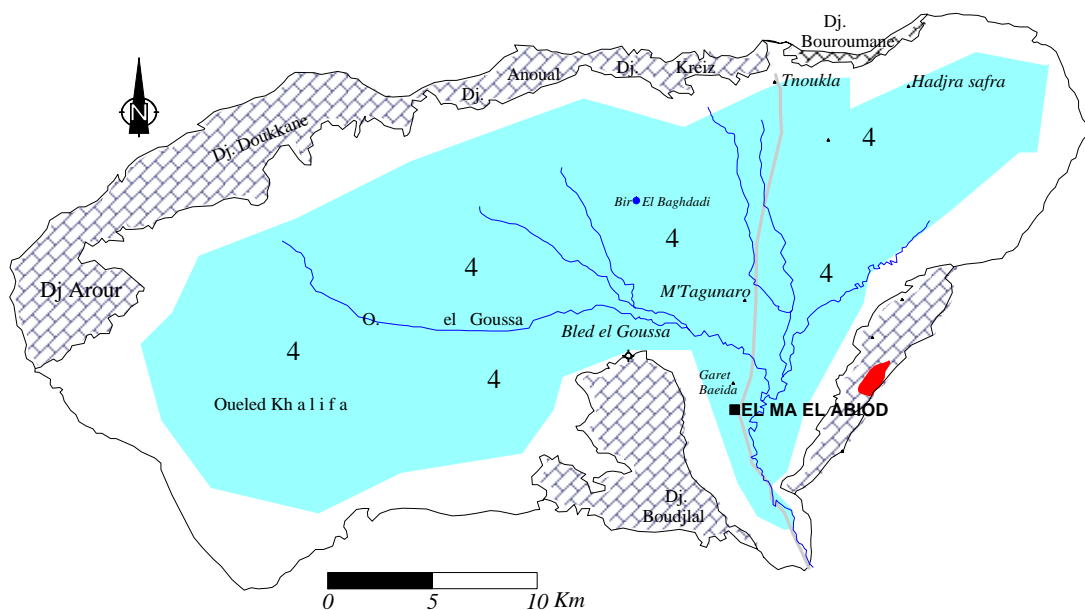 Dj.
Bouroumane
Dj. Anoual Dj. Kreiz
Tnoukla
Hadjra safra
N
Dj. Doukkane
4
Bir El Baghdadi
4
4
4
Dj Arour
M'Tagunaro
O. el Goussa
Bled el Goussa
4
4
Garet
Baeida
Oueled Kh a l i f a
EL MA EL ABIOD
Dj.
Boudjlal
0 5 10 Km